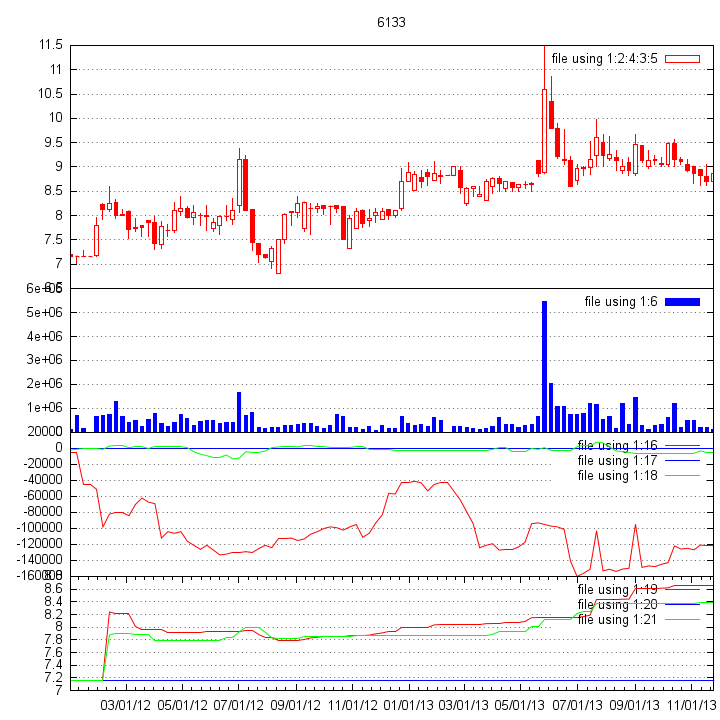 6133
11.5
file using 1:2:4:3:5
11
10.5
10
9.5
9
8.5
8
7.5
7
6e+06
file using 1:6
5e+06
4e+06
3e+06
2e+06
1e+06
20000
0
file using 1:16
-20000
file using 1:17
-40000
file using 1:18
-60000
-80000
-100000
-120000
-140000
-160000
8.6
file using 1:19
8.4
file using 1:20
8.2
file using 1:21
8
7.8
7.6
7.4
7.2
7
03/01/12 05/01/12 07/01/12 09/01/12 11/01/12 01/01/13 03/01/13 05/01/13 07/01/13 09/01/13 11/01/13